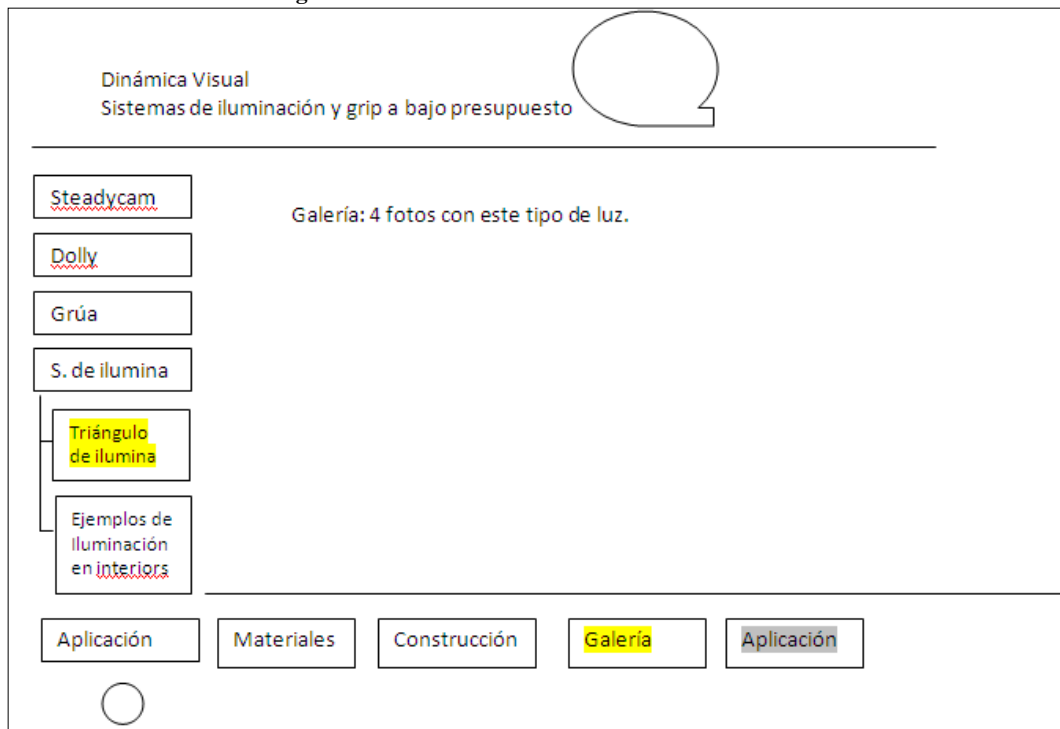 g
Dinámica Visual
Sistemas de iluminación y grip a bajo presupuesto
Steadycam
Galería: 4 fotos con este tipo de luz.
Dolly
Grúa
S. de ilumina
Triángulo
de ilumina
Ejemplos de
Iluminación
en interiors
Aplicación
Materiales
Construcción
Galería
Aplicación